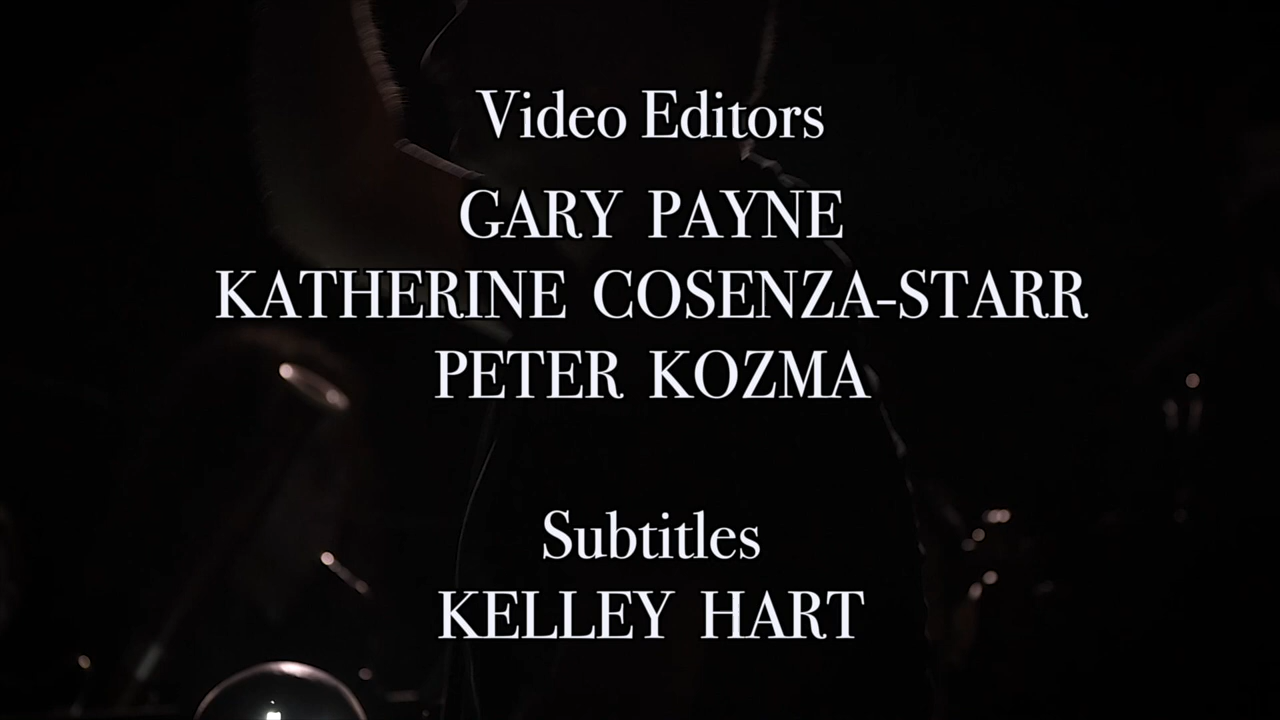 Video Editors
GARY PAYNE
KATHERINE COSENZA-STARR
PETER KOZMA
Subtitles
KELLEY HART